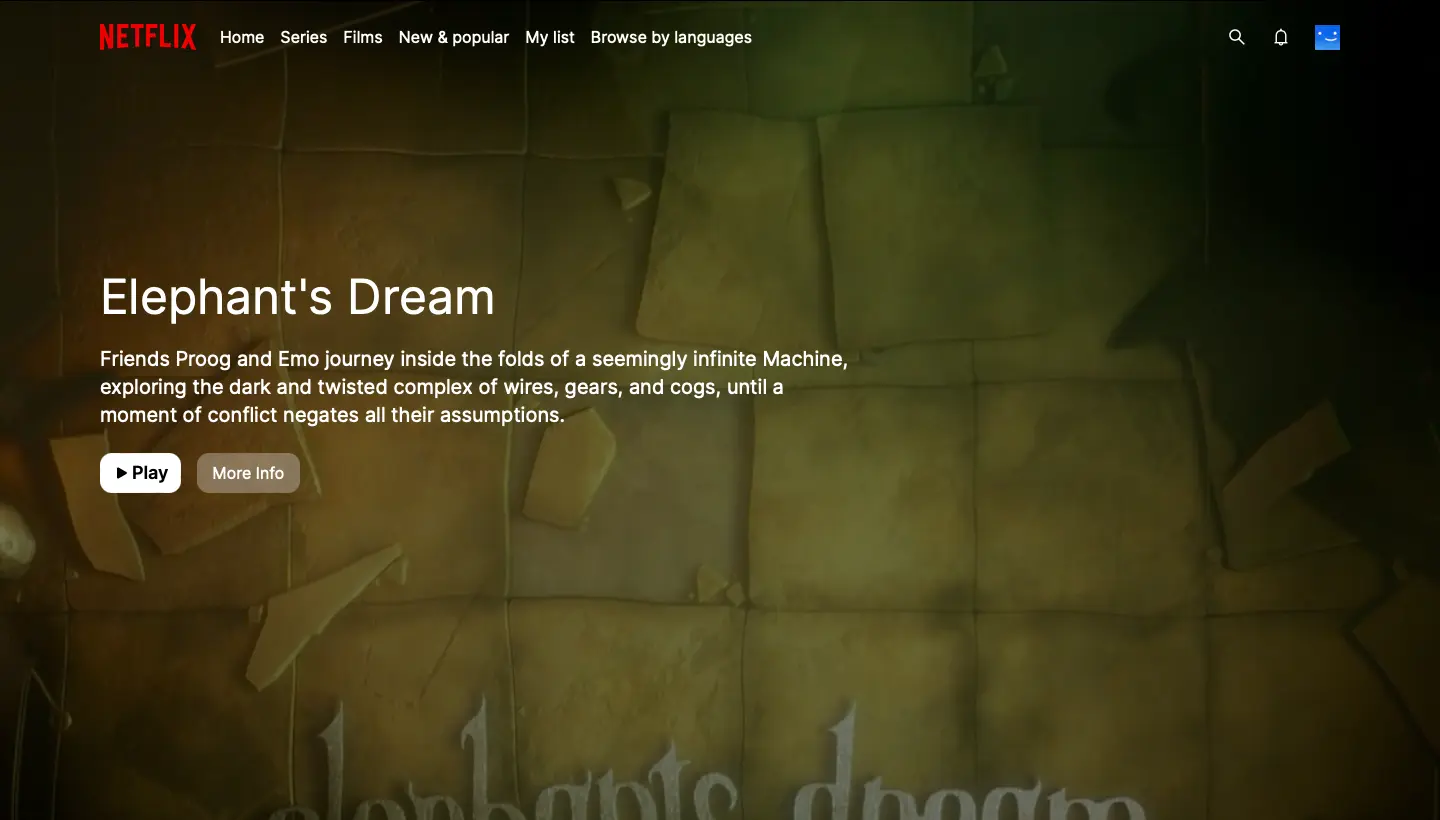 NETFLIX Home Series Films New & popular My list Browse by languages
Elephant's Dream
Friends Proog and Emo journey inside the folds of a seemingly infinite Machine,
exploring the dark and twisted complex of wires, gears, and cogs, until a
moment of conflict negates all their assumptions.
Play More Info
elephants dream